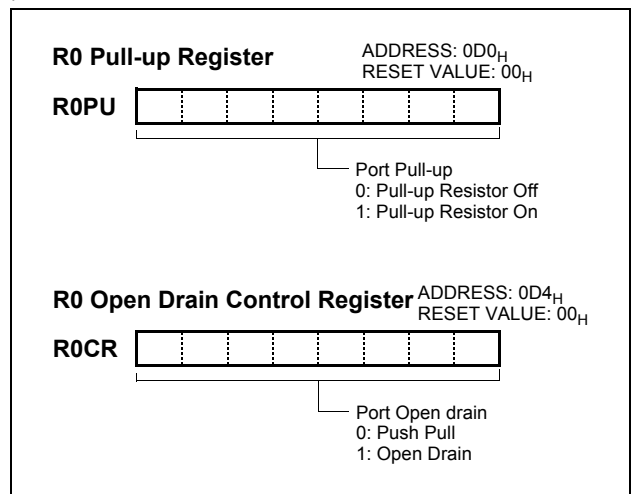 R0 Pull-up Register
ADDRESS: 0D0H
RESET VALUE: 00H
R0PU
Port Pull-up
0: Pull-up Resistor Off
1: Pull-up Resistor On
R0 Open Drain Control Register
ADDRESS: 0D4H
RESET VALUE: 00H
R0CR
Port Open drain
0: Push Pull
1: Open Drain